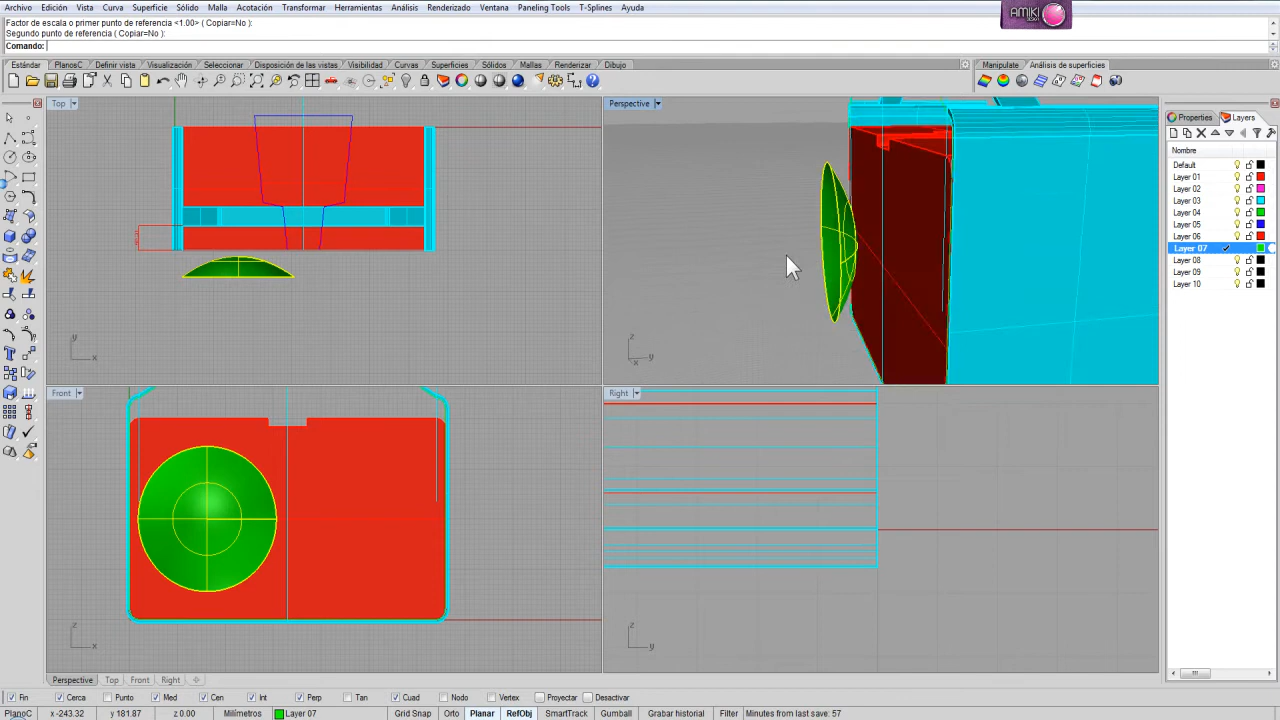 Archivo Edición Vista Curva Superficie Sólido Malla Acotación Transformar Herramientas Análisis Renderizado Ventana Paneling Tools T-Splines Ayuda
AMIKI
Factor de escala o primer punto de referencia <1.00> ( Copiar=No ):
Segundo punto de referencia ( Copiar=No ):
Comando:
Estándar PlanosC Definir vista Visualización Seleccionar Disposición de las vistas Visibilidad Curvas Superficies Sólidos Mallas Renderizar Dibujo Manipulate Análisis de superficies
Top
Perspective
Properties Layers
Nombre
Default
Layer 01
Layer 02
Layer 03
Layer 04
Layer 05
Layer 06
Layer 07
Layer 08
Layer 09
Layer 10
y
x
z
x
y
Front
Right
z
x
z
y
Perspective Top Front Right
Fin Cerca Punto Med Cen Int Perp Tan Cuad Nodo Vertex Proyectar Desactivar
PlanoC x -243.32 y 181.87 z 0.00 Milímetros Layer 07 Grid Snap Orto Planar RefObj SmartTrack Gumball Grabar historial Filter Minutes from last save: 57